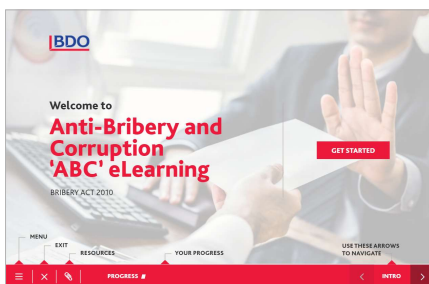 BDO
Welcome to
Anti-Bribery and
Corruption
'ABC' eLearning
BRIBERY ACT 2010
GET STARTED
MENU
EXIT
RESOURCES
YOUR PROGRESS
USE THESE ARROWS
TO NAVIGATE
PROGRESS
INTRO